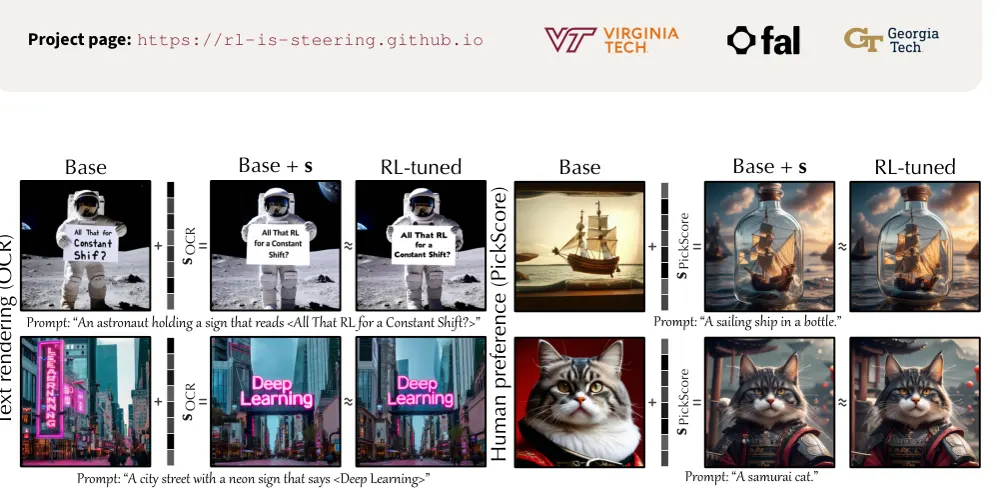 Project page: https://rl-is-steering.github.io
VIRGINIA TECH
fal
GT Georgia Tech
Base
Base + s
RL-tuned
Base
Base + s
RL-tuned
Text rendering (OCR)
All That for
Constant
Shif?
+
s OCR
=
All That RL
for a Constant
Shift?
≈
All That RL
for a
Constant Shift?
Prompt: “An astronaut holding a sign that reads <All That RL for a Constant Shift?>”
+
s OCR
=
Deep
Learning
≈
Deep
Learning
Prompt: “A city street with a neon sign that says <Deep Learning>”
Human preference (PickScore)
+
s PickScore
=
≈
Prompt: “A sailing ship in a bottle.”
+
s PickScore
=
≈
Prompt: “A samurai cat.”